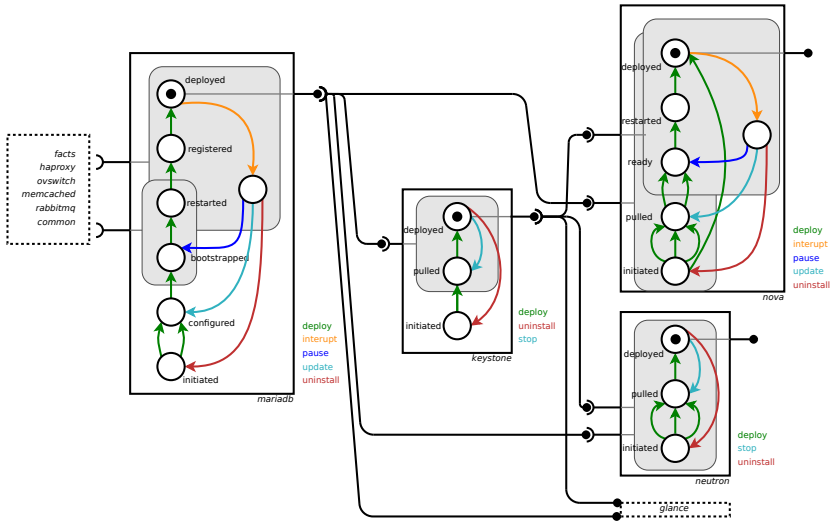 facts
haproxy
ovswitch
memcached
rabbitmq
common
deployed
registered
restarted
bootstrapped
configured
initiated
deploy
interupt
pause
update
uninstall
mariadb
deployed
pulled
initiated
deploy
uninstall
stop
keystone
deployed
restarted
ready
pulled
initiated
deploy
interupt
pause
update
uninstall
nova
deployed
pulled
initiated
deploy
stop
uninstall
neutron
glance